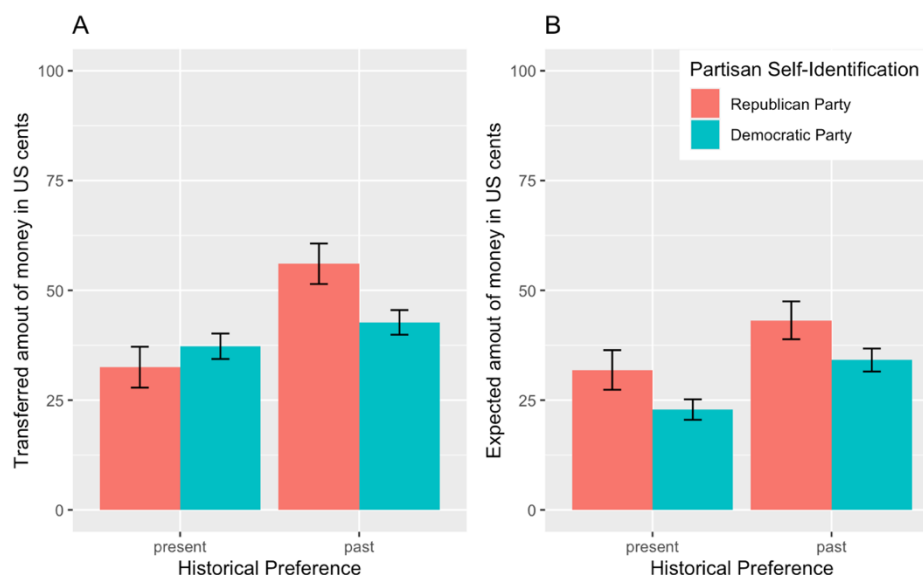 A
Transferred amout of money in US cents
100
75
50
25
0
present
past
Historical Preference
B
Expected amout of money in US cents
100
75
50
25
0
present
past
Historical Preference
Partisan Self-Identification
Republican Party
Democratic Party